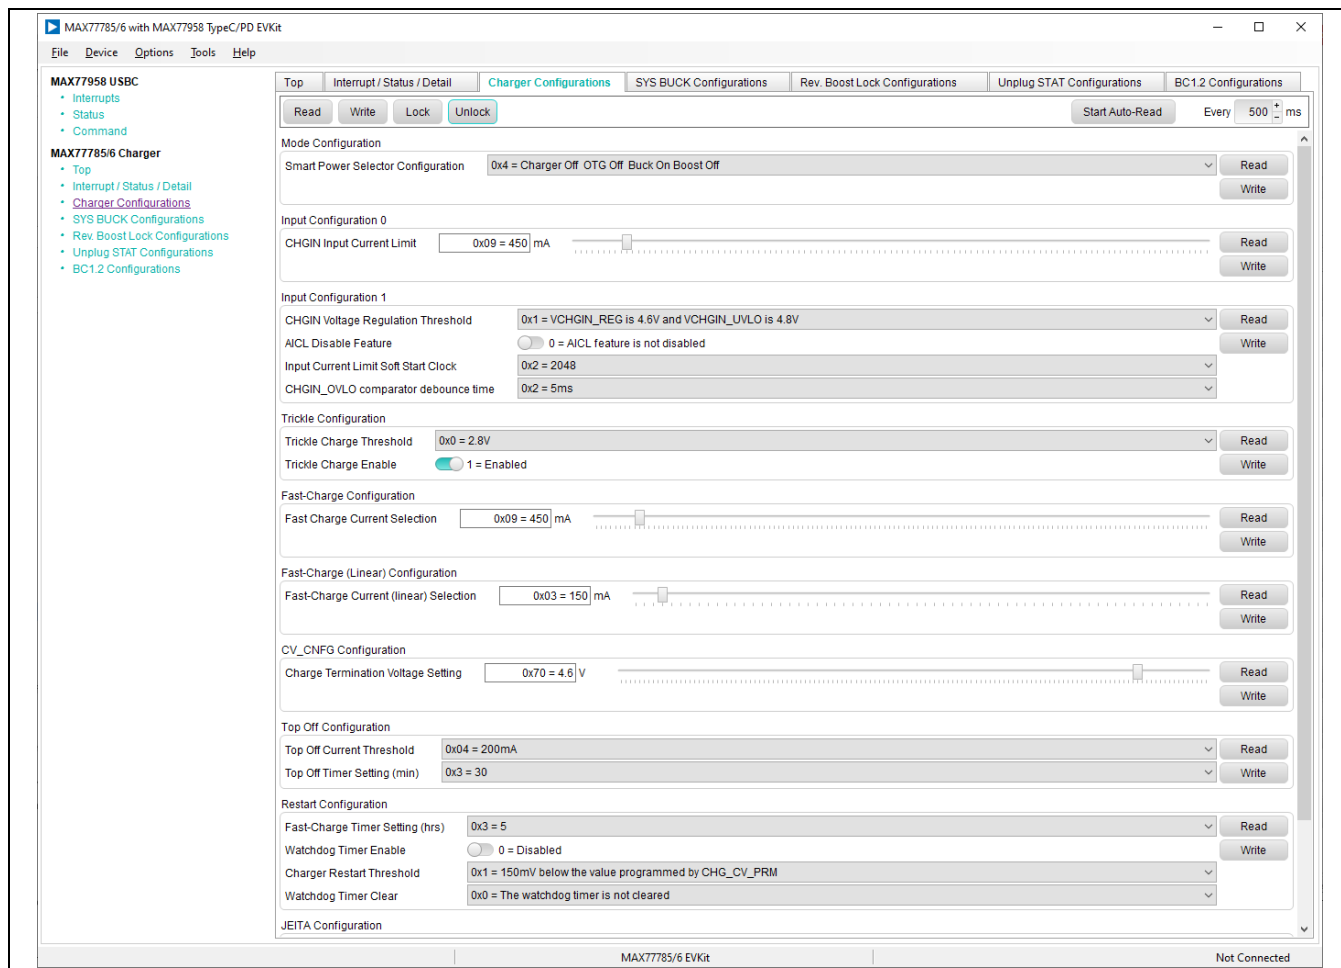 MAX77785/6 with MAX77958 TypeC/PD EVKit
File Device Options Tools Help
MAX77958 USBC
• Interrupts
• Status
• Command
MAX77785/6 Charger
• Top
• Interrupt / Status / Detail
• Charger Configurations
• SYS BUCK Configurations
• Rev. Boost Lock Configurations
• Unplug STAT Configurations
• BC1.2 Configurations
Top Interrupt / Status / Detail Charger Configurations SYS BUCK Configurations Rev. Boost Lock Configurations Unplug STAT Configurations BC1.2 Configurations
Read Write Lock Unlock Start Auto-Read Every 500 + - ms
Mode Configuration
Smart Power Selector Configuration 0x4 = Charger Off OTG Off Buck On Boost Off Read
Write
Input Configuration 0
CHGIN Input Current Limit 0x09 = 450 mA Read
Write
Input Configuration 1
CHGIN Voltage Regulation Threshold 0x1 = VCHGIN_REG is 4.6V and VCHGIN_UVLO is 4.8V Read
AICL Disable Feature 0 = AICL feature is not disabled Write
Input Current Limit Soft Start Clock 0x2 = 2048
CHGIN_OVLO comparator debounce time 0x2 = 5ms
Trickle Configuration
Trickle Charge Threshold 0x0 = 2.8V Read
Trickle Charge Enable 1 = Enabled Write
Fast-Charge Configuration
Fast Charge Current Selection 0x09 = 450 mA Read
Write
Fast-Charge (Linear) Configuration
Fast-Charge Current (linear) Selection 0x03 = 150 mA Read
Write
CV_CNFG Configuration
Charge Termination Voltage Setting 0x70 = 4.6 V Read
Write
Top Off Configuration
Top Off Current Threshold 0x04 = 200mA Read
Top Off Timer Setting (min) 0x3 = 30 Write
Restart Configuration
Fast-Charge Timer Setting (hrs) 0x3 = 5 Read
Watchdog Timer Enable 0 = Disabled Write
Charger Restart Threshold 0x1 = 150mV below the value programmed by CHG_CV_PRM
Watchdog Timer Clear 0x0 = The watchdog timer is not cleared
JEITA Configuration
MAX77785/6 EVKit Not Connected